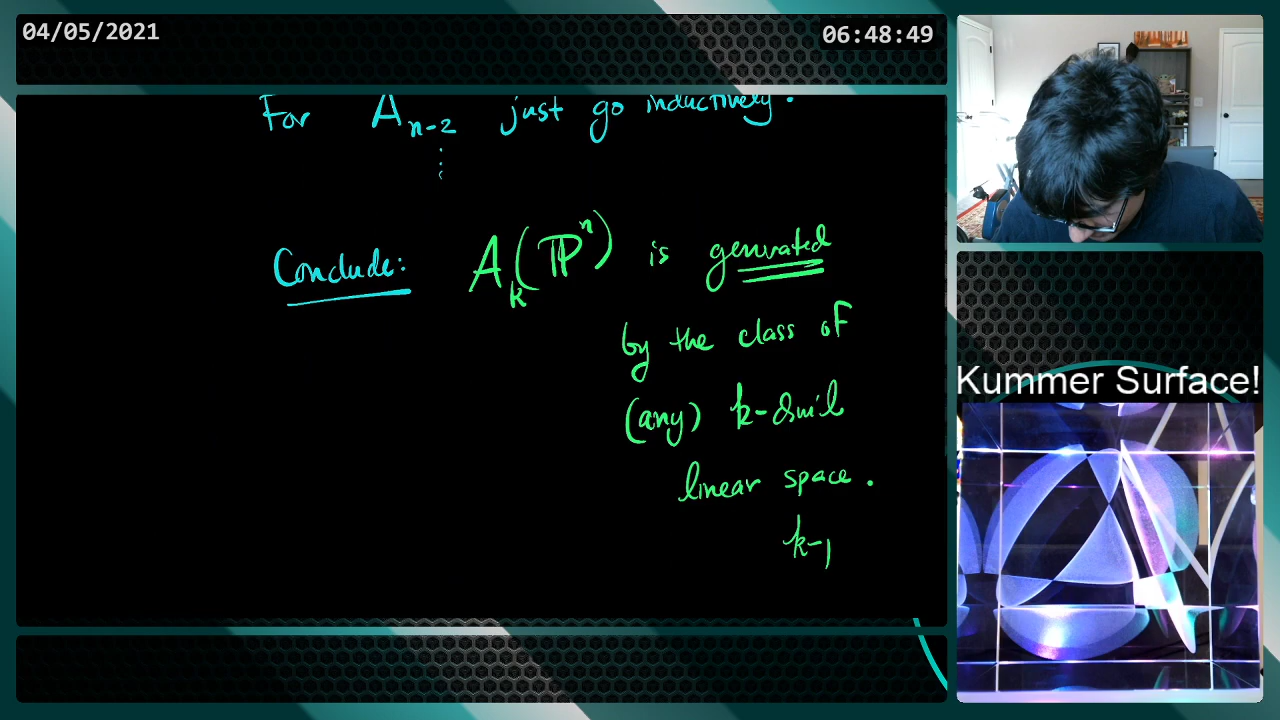 04/05/2021
06:48:49
For A_{n-2} just go inductively.
⋮
Conclude: A_k(ℙ^n) is generated
by the class of
(any) k-dim'l
linear space.
k-1
Kummer Surface!